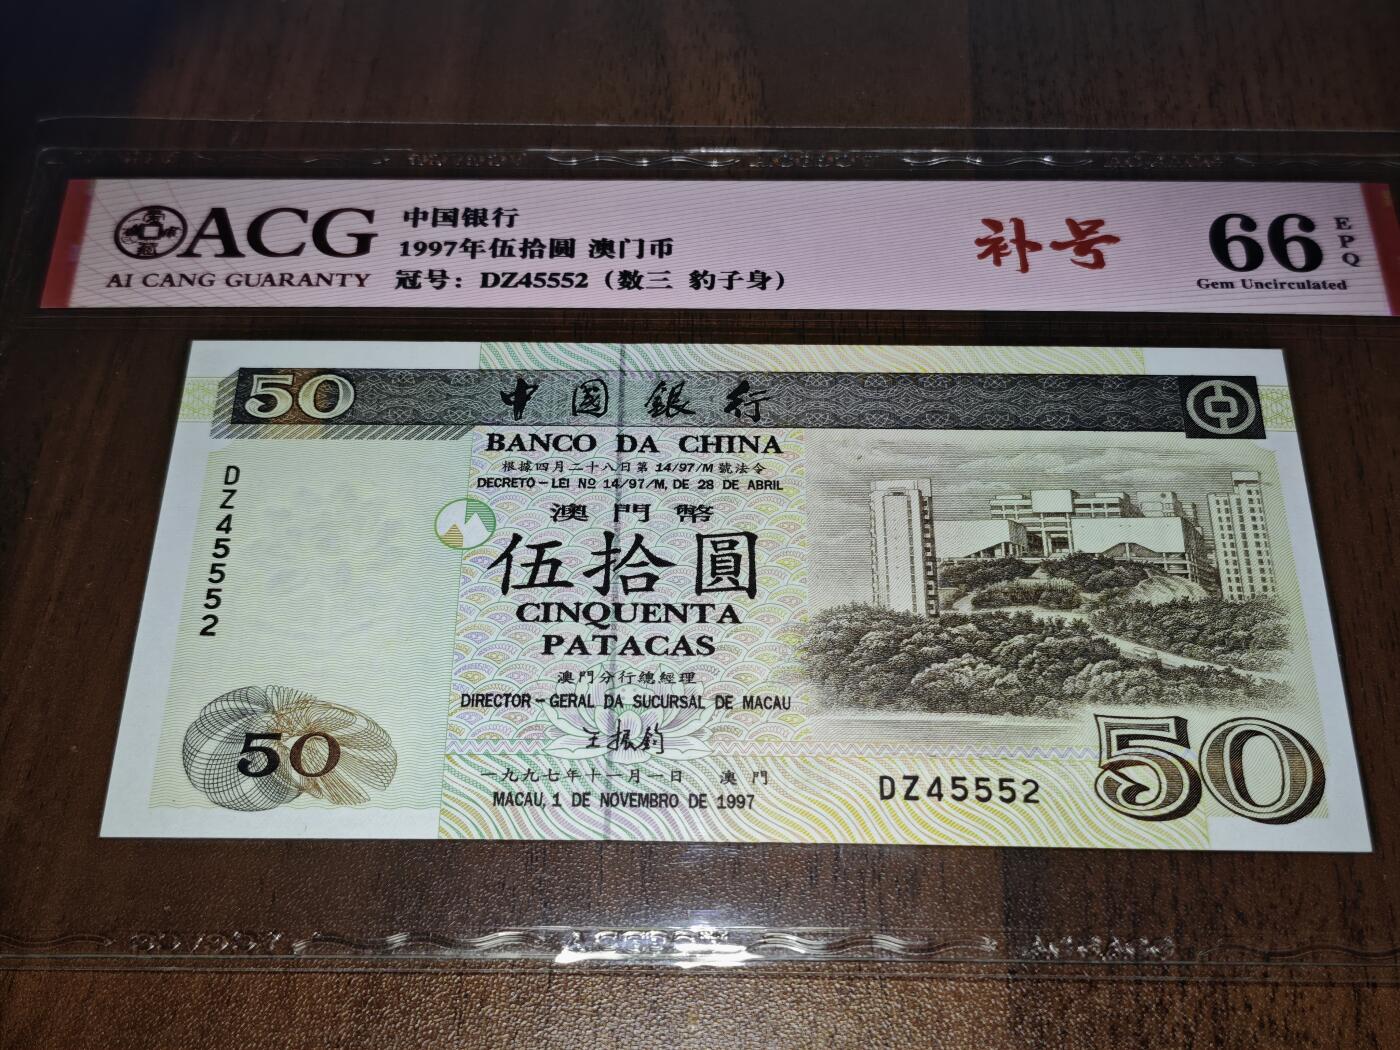 ACG
AI CANG GUARANTY
中国银行
1997年伍拾圓 澳门币
冠号：DZ45552（数三 豹子身）
补号
66
EPQ
Gem Uncirculated
50
中國銀行
BANCO DA CHINA
根據四月二十八日第 14/97/M 號法令
DECRETO-LEI Nº 14/97/M, DE 28 DE ABRIL
澳門幣
伍拾圓
CINQUENTA
PATACAS
澳門分行總經理
DIRECTOR-GERAL DA SUCURSAL DE MACAU
王振鈞
一九九七年十一月一日 澳門
MACAU, 1 DE NOVEMBRO DE 1997
DZ45552
50
DZ45552
50